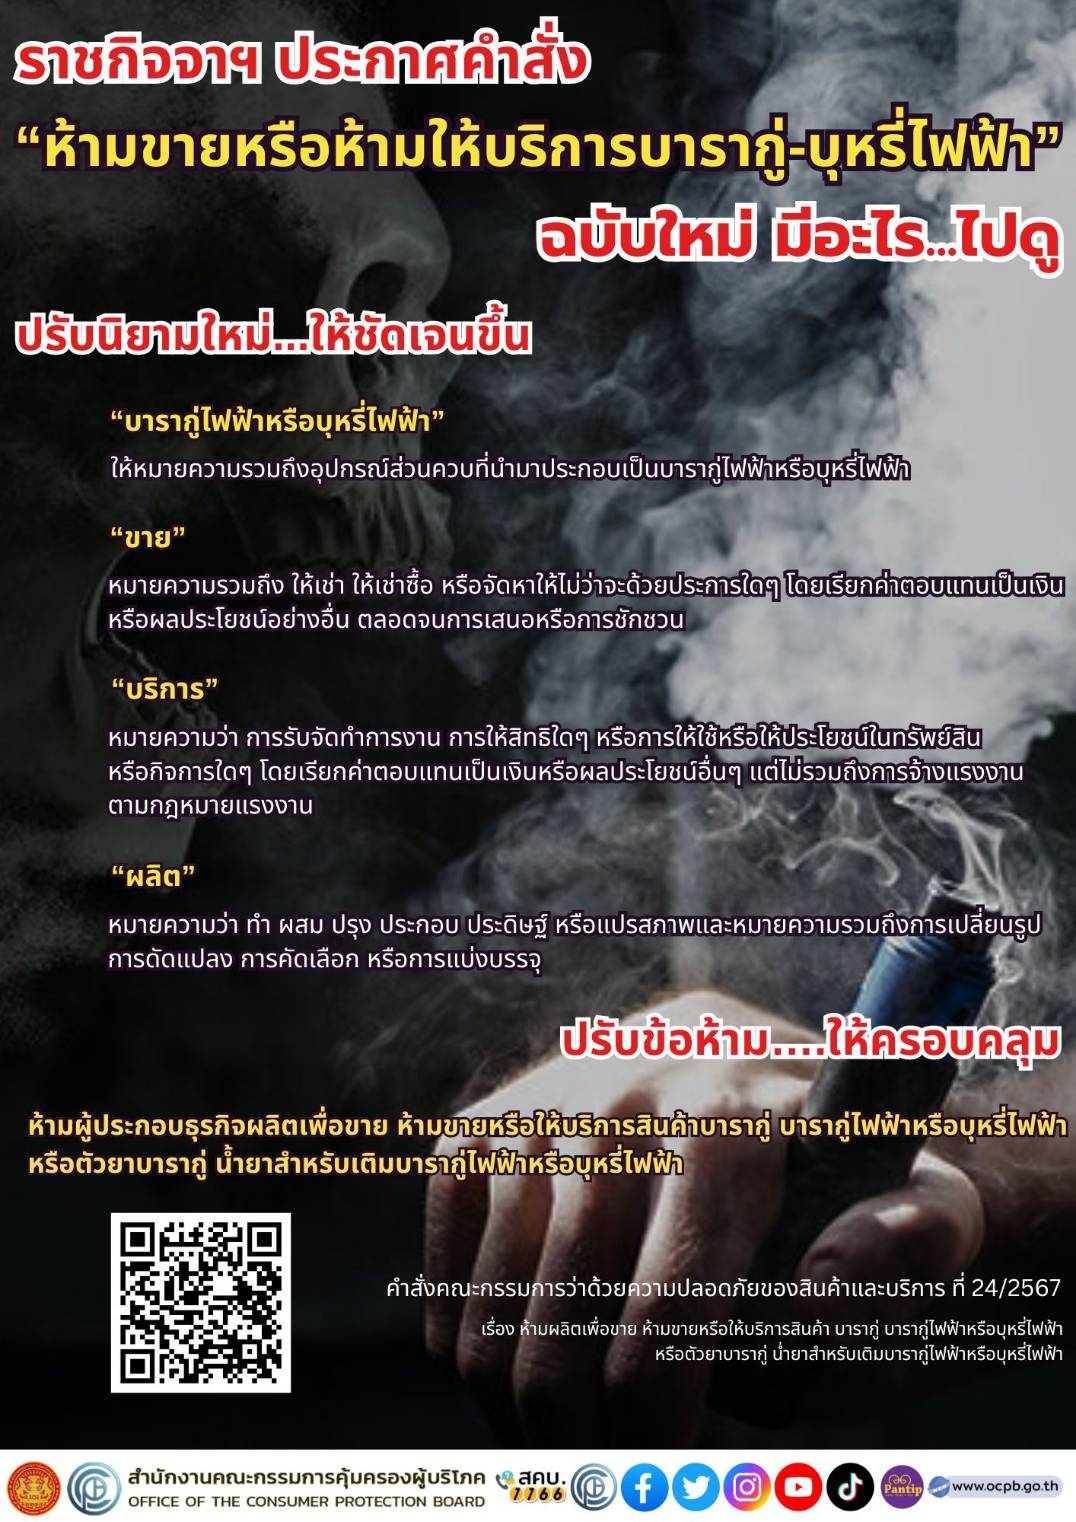 ราชกิจจาฯ ประกาศคำสั่ง
“ห้ามขายหรือห้ามให้บริการบารากู่-บุหรี่ไฟฟ้า”
ฉบับใหม่ มีอะไร...ไปดู
ปรับนิยามใหม่...ให้ชัดเจนขึ้น
“บารากู่ไฟฟ้าหรือบุหรี่ไฟฟ้า”
ให้หมายความรวมถึงอุปกรณ์ส่วนควบที่นำมาประกอบเป็นบารากู่ไฟฟ้าหรือบุหรี่ไฟฟ้า
“ขาย”
หมายความรวมถึง ให้เช่า ให้เช่าซื้อ หรือจัดหาให้ไม่ว่าจะด้วยประการใดๆ โดยเรียกค่าตอบแทนเป็นเงิน
หรือผลประโยชน์อย่างอื่น ตลอดจนการเสนอหรือการชักชวน
“บริการ”
หมายความว่า การรับจัดทำการงาน การให้สิทธิใดๆ หรือการให้ใช้หรือให้ประโยชน์ในทรัพย์สิน
หรือกิจการใดๆ โดยเรียกค่าตอบแทนเป็นเงินหรือผลประโยชน์อื่นๆ แต่ไม่รวมถึงการจ้างแรงงาน
ตามกฎหมายแรงงาน
“ผลิต”
หมายความว่า ทำ ผสม ปรุง ประกอบ ประดิษฐ์ หรือแปรสภาพและหมายความรวมถึงการเปลี่ยนรูป
การดัดแปลง การคัดเลือก หรือการแบ่งบรรจุ
ปรับข้อห้าม....ให้ครอบคลุม
ห้ามผู้ประกอบธุรกิจผลิตเพื่อขาย ห้ามขายหรือให้บริการสินค้าบารากู่ บารากู่ไฟฟ้าหรือบุหรี่ไฟฟ้า
หรือตัวยาบารากู่ น้ำยาสำหรับเติมบารากู่ไฟฟ้าหรือบุหรี่ไฟฟ้า
คำสั่งคณะกรรมการว่าด้วยความปลอดภัยของสินค้าและบริการ ที่ 24/2567
เรื่อง ห้ามผลิตเพื่อขาย ห้ามขายหรือให้บริการสินค้า บารากู่ บารากู่ไฟฟ้าหรือบุหรี่ไฟฟ้า
หรือตัวยาบารากู่ น้ำยาสำหรับเติมบารากู่ไฟฟ้าหรือบุหรี่ไฟฟ้า
สำนักงานคณะกรรมการคุ้มครองผู้บริโภค
OFFICE OF THE CONSUMER PROTECTION BOARD
สคบ.
1166
Pantip
www.ocpb.go.th